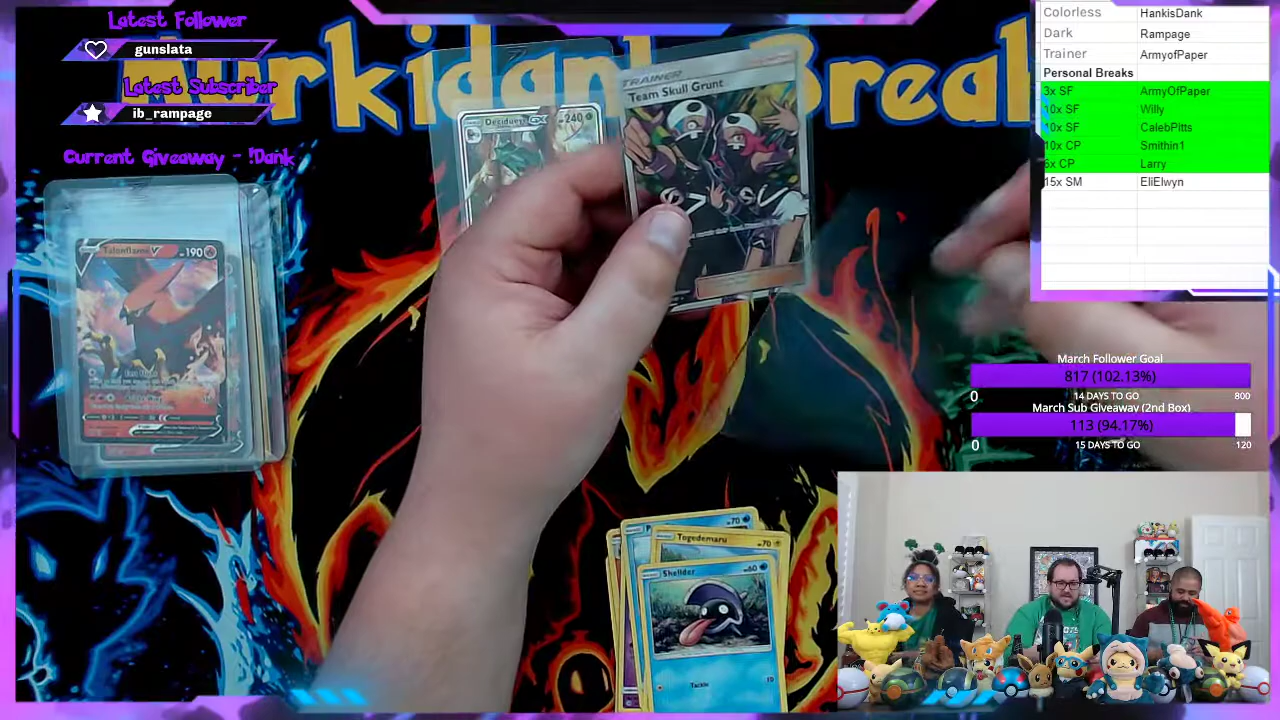 Latest Follower
gunslata
Latest Subscriber
ib_rampage
Current Giveaway - !Dank
Colorless HankisDank
Dark Rampage
Trainer ArmyofPaper
Personal Breaks
3x SF ArmyOfPaper
10x SF Willy
10x SF CalebPitts
10x CP Smithin1
6x CP Larry
15x SM EliElwyn
March Follower Goal
817 (102.13%)
0 14 DAYS TO GO 800
March Sub Giveaway (2nd Box)
113 (94.17%)
0 15 DAYS TO GO 120
Talonflame V 190
Decidueye GX 240
TRAINER
Team Skull Grunt
70
Togedemaru 70
Shellder 60
Tackle 10